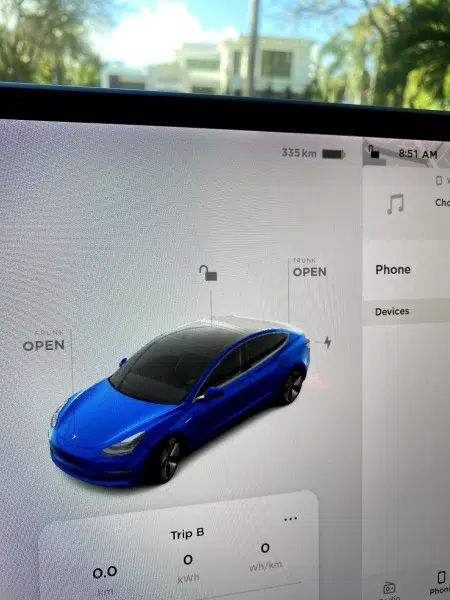 335 km
8:51 AM
Cho
TRUNK
OPEN
Phone
FRUNK
OPEN
Devices
Trip B
0.0
0
0
km
kWh
Wh/km
Radio
Phone